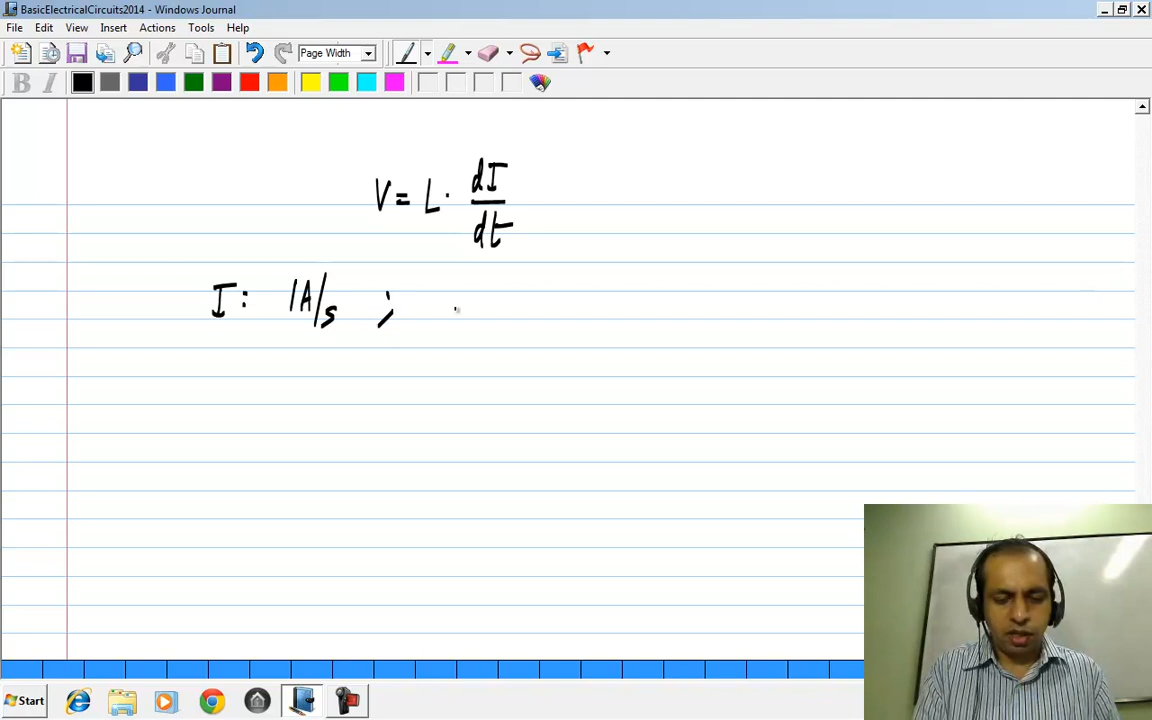 BasicElectricalCircuits2014 - Windows Journal
File Edit View Insert Actions Tools Help
Page Width
B I
V = L · dI/dt
I : 1A/s ;
Start